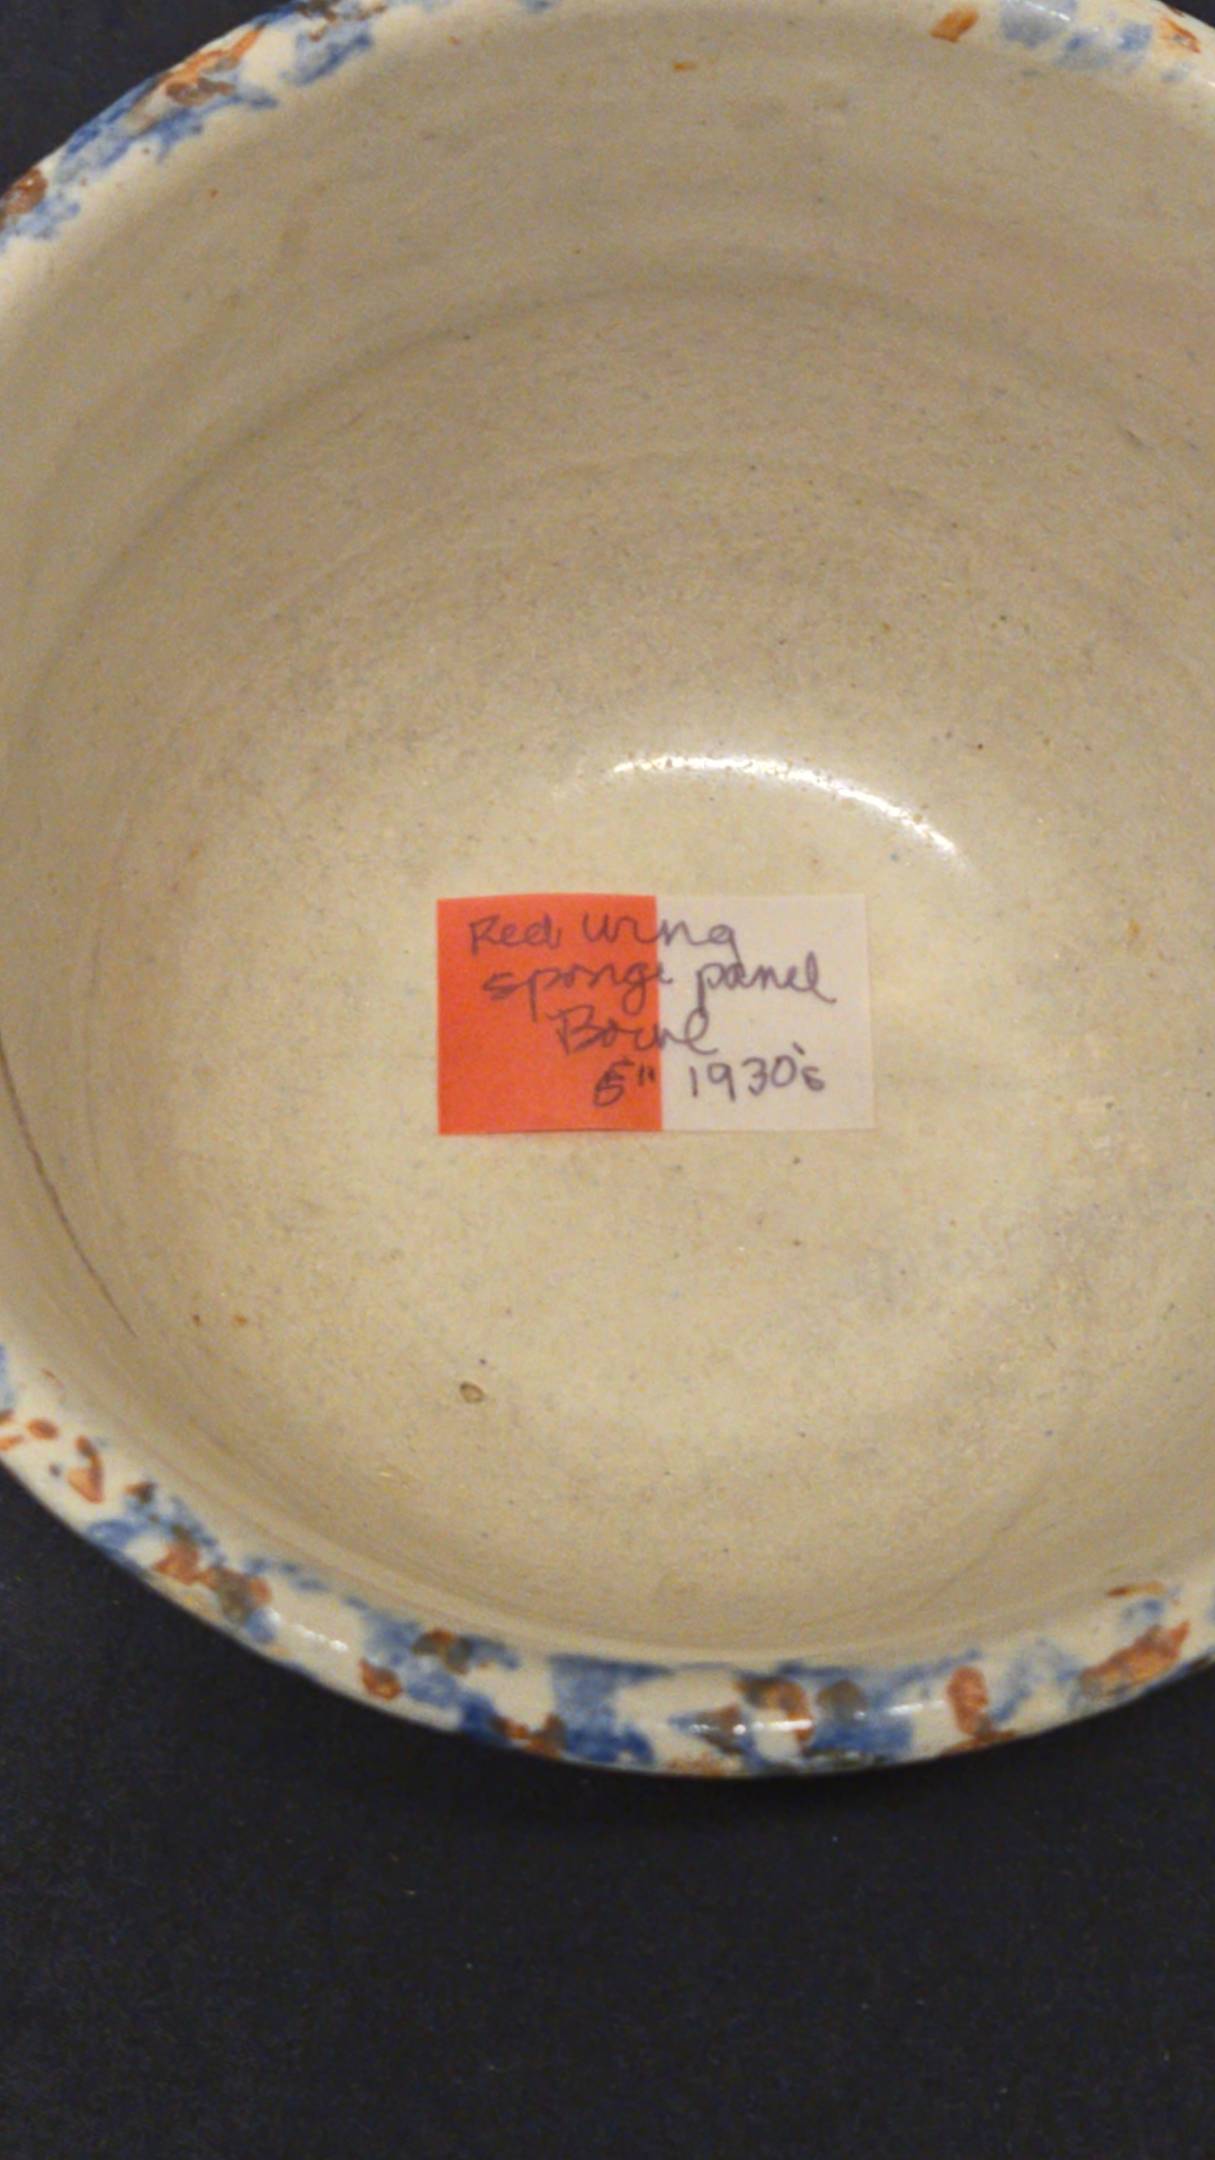 Red Wing
sponge panel
Bowl
5" 1930's